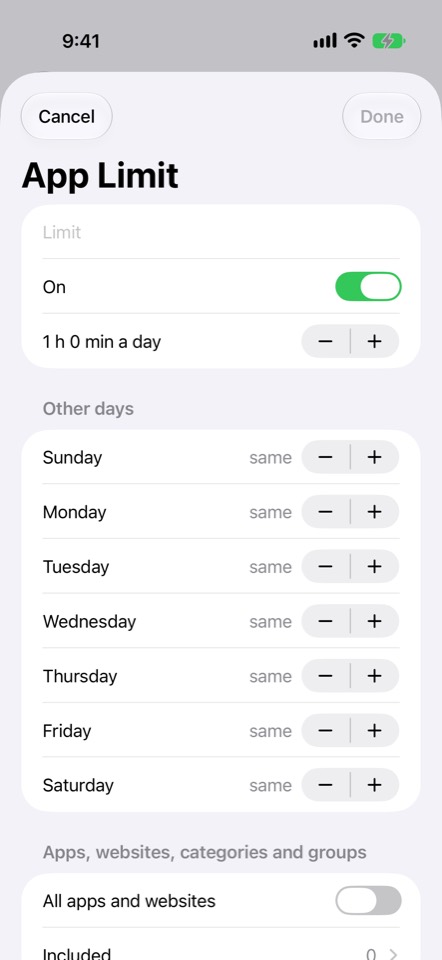 9:41
Cancel
Done
App Limit
Limit
On
1 h 0 min a day
Other days
Sunday same
Monday same
Tuesday same
Wednesday same
Thursday same
Friday same
Saturday same
Apps, websites, categories and groups
All apps and websites
Included 0